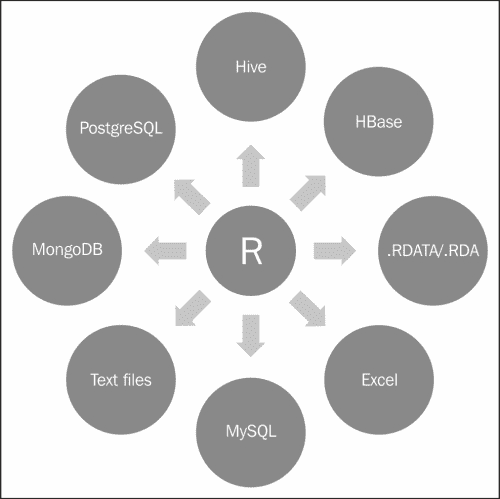 Hive
PostgreSQL
HBase
MongoDB
R
.RDATA/.RDA
Text files
Excel
MySQL